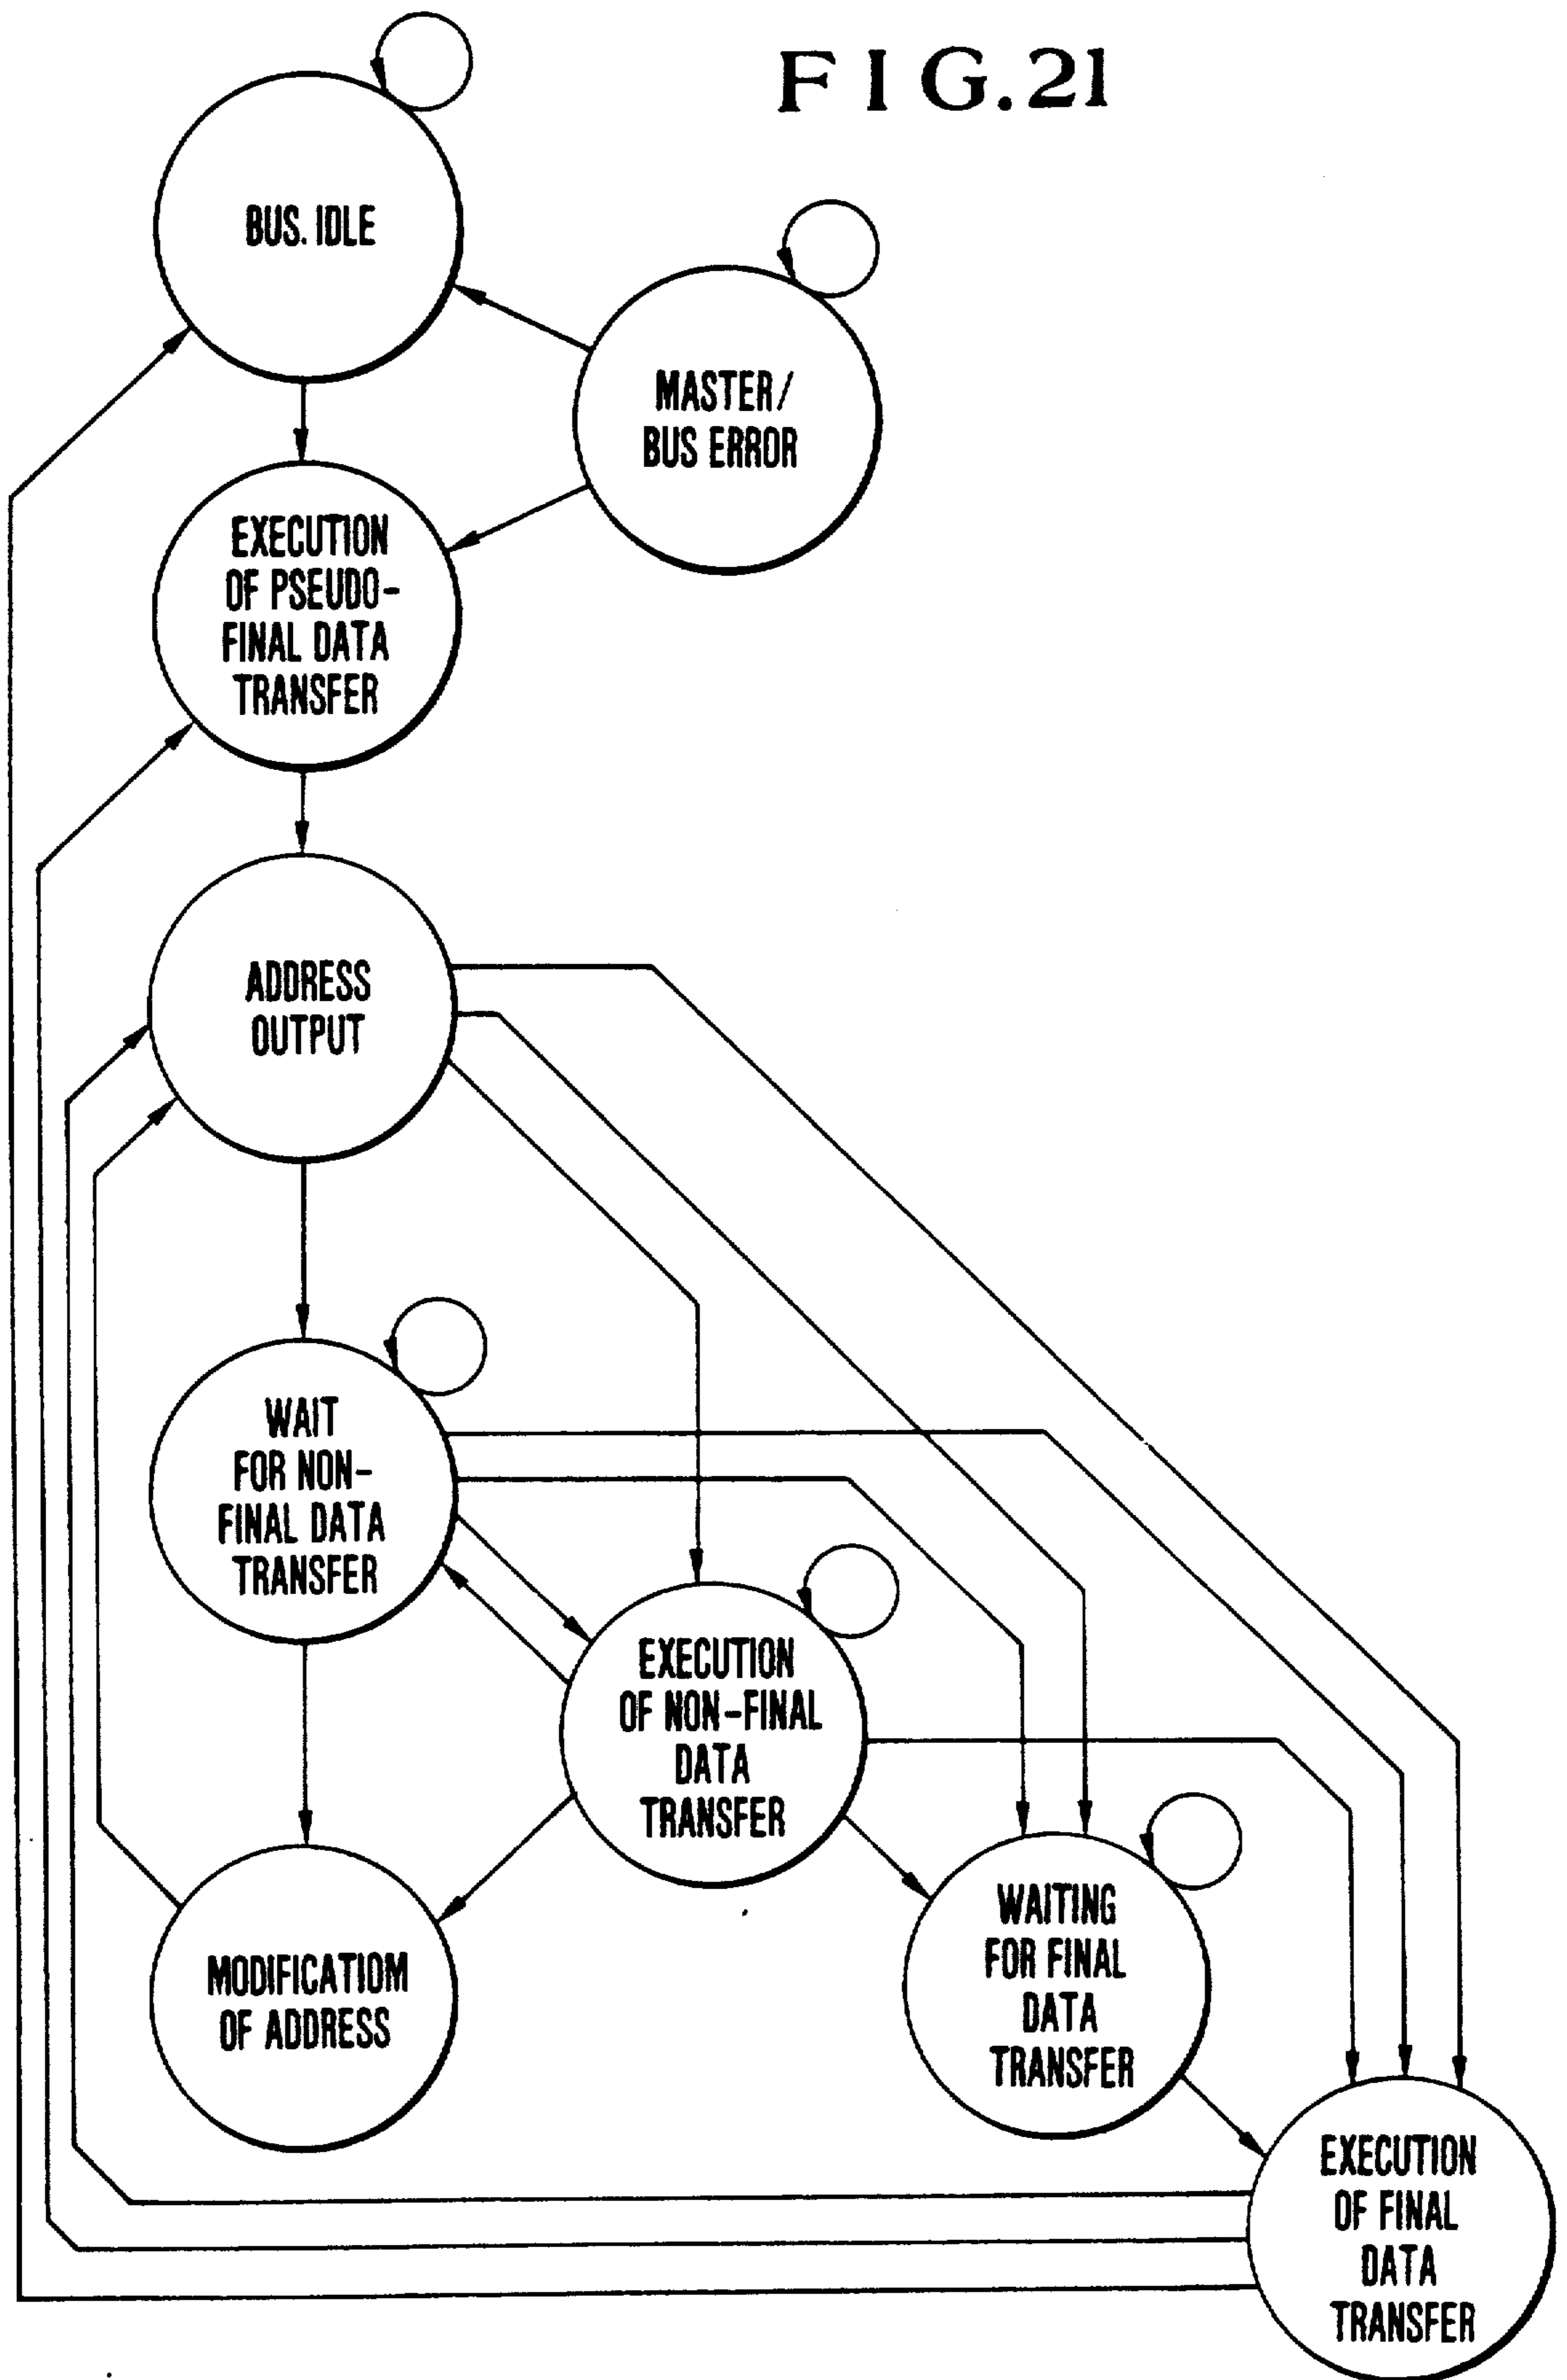 FIG.21
BUS. IDLE
MASTER/
BUS ERROR
EXECUTION
OF PSEUDO-
FINAL DATA
TRANSFER
ADDRESS
OUTPUT
WAIT
FOR NON-
FINAL DATA
TRANSFER
EXECUTION
OF NON-FINAL
DATA
TRANSFER
MODIFICATIOM
OF ADDRESS
WAITING
FOR FINAL
DATA
TRANSFER
EXECUTION
OF FINAL
DATA
TRANSFER